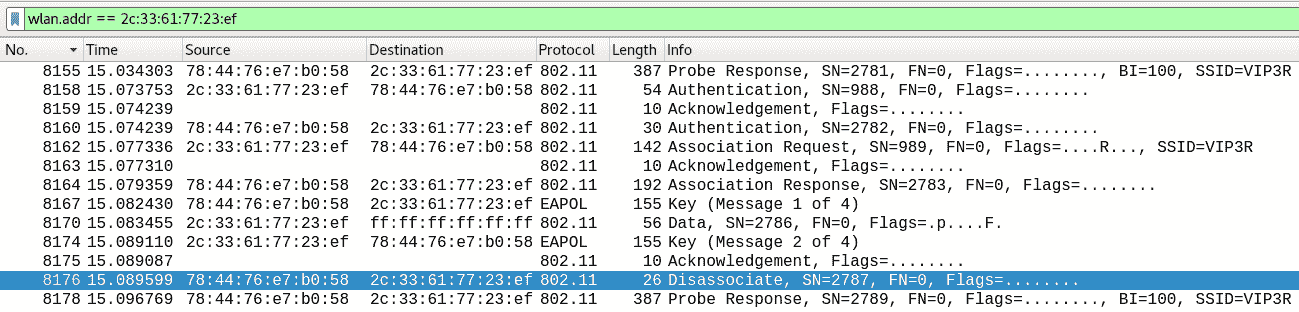 wlan.addr == 2c:33:61:77:23:ef
No. Time Source Destination Protocol Length Info
8155 15.034303 78:44:76:e7:b0:58 2c:33:61:77:23:ef 802.11 387 Probe Response, SN=2781, FN=0, Flags=........, BI=100, SSID=VIP3R
8158 15.073753 2c:33:61:77:23:ef 78:44:76:e7:b0:58 802.11 54 Authentication, SN=988, FN=0, Flags=........
8159 15.074239 802.11 10 Acknowledgement, Flags=........
8160 15.074239 78:44:76:e7:b0:58 2c:33:61:77:23:ef 802.11 30 Authentication, SN=2782, FN=0, Flags=........
8162 15.077336 2c:33:61:77:23:ef 78:44:76:e7:b0:58 802.11 142 Association Request, SN=989, FN=0, Flags=....R..., SSID=VIP3R
8163 15.077310 802.11 10 Acknowledgement, Flags=........
8164 15.079359 78:44:76:e7:b0:58 2c:33:61:77:23:ef 802.11 192 Association Response, SN=2783, FN=0, Flags=........
8167 15.082430 78:44:76:e7:b0:58 2c:33:61:77:23:ef EAPOL 155 Key (Message 1 of 4)
8170 15.083455 2c:33:61:77:23:ef ff:ff:ff:ff:ff:ff 802.11 56 Data, SN=2786, FN=0, Flags=.p....F.
8174 15.089110 2c:33:61:77:23:ef 78:44:76:e7:b0:58 EAPOL 155 Key (Message 2 of 4)
8175 15.089087 802.11 10 Acknowledgement, Flags=........
8176 15.089599 78:44:76:e7:b0:58 2c:33:61:77:23:ef 802.11 26 Disassociate, SN=2787, FN=0, Flags=........
8178 15.096769 78:44:76:e7:b0:58 2c:33:61:77:23:ef 802.11 387 Probe Response, SN=2789, FN=0, Flags=........, BI=100, SSID=VIP3R